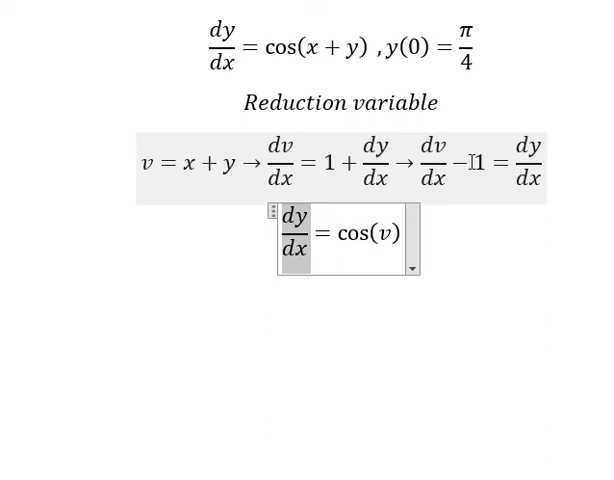 dy/dx = cos(x + y) , y(0) = π/4
Reduction variable
v = x + y → dv/dx = 1 + dy/dx → dv/dx − 1 = dy/dx
dy/dx = cos(v)